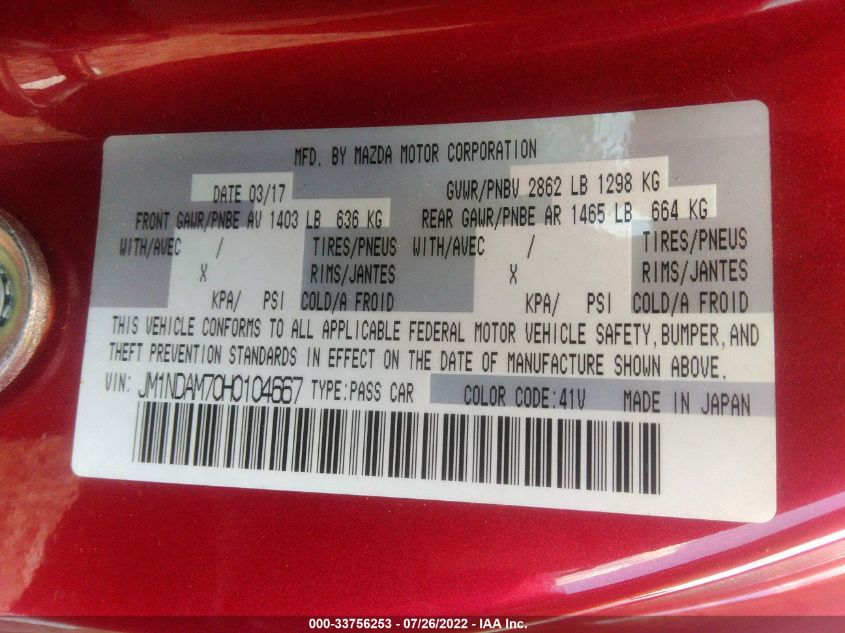 MFD. BY MAZDA MOTOR CORPORATION
DATE 03/17 GVWR/PNBV 2862 LB 1298 KG
FRONT GAWR/PNBE AV 1403 LB 636 KG REAR GAWR/PNBE AR 1465 LB 664 KG
WITH/AVEC / TIRES/PNEUS WITH/AVEC / TIRES/PNEUS
X RIMS/JANTES X RIMS/JANTES
KPA/ PSI COLD/A FROID KPA/ PSI COLD/A FROID
THIS VEHICLE CONFORMS TO ALL APPLICABLE FEDERAL MOTOR VEHICLE SAFETY, BUMPER, AND
THEFT PREVENTION STANDARDS IN EFFECT ON THE DATE OF MANUFACTURE SHOWN ABOVE.
VIN: JM1NDAM70H0104667 TYPE:PASS CAR COLOR CODE:41V MADE IN JAPAN
000-33756253 - 07/26/2022 - IAA Inc.